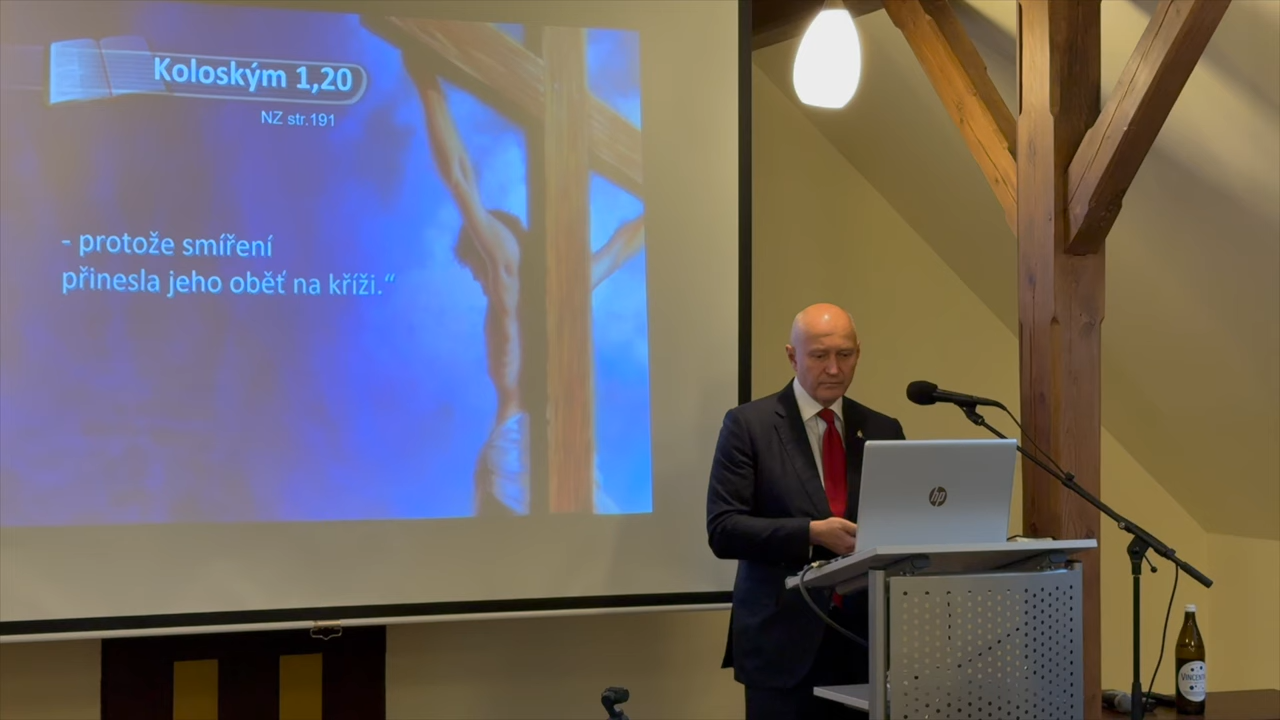 Koloským 1,20
NZ str.191
- protože smíření
přinesla jeho oběť na kříži.“
hp